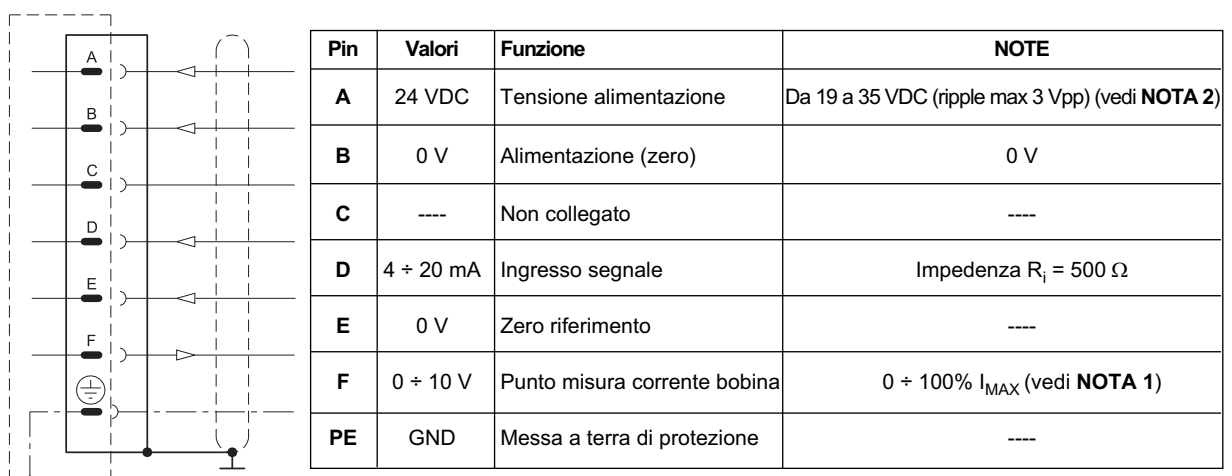 A
B
C
D
E
F
Pin Valori Funzione NOTE
A 24 VDC Tensione alimentazione Da 19 a 35 VDC (ripple max 3 Vpp) (vedi NOTA 2)
B 0 V Alimentazione (zero) 0 V
C ---- Non collegato ----
D 4 ÷ 20 mA Ingresso segnale Impedenza Ri = 500 Ω
E 0 V Zero riferimento ----
F 0 ÷ 10 V Punto misura corrente bobina 0 ÷ 100% IMAX (vedi NOTA 1)
PE GND Messa a terra di protezione ----